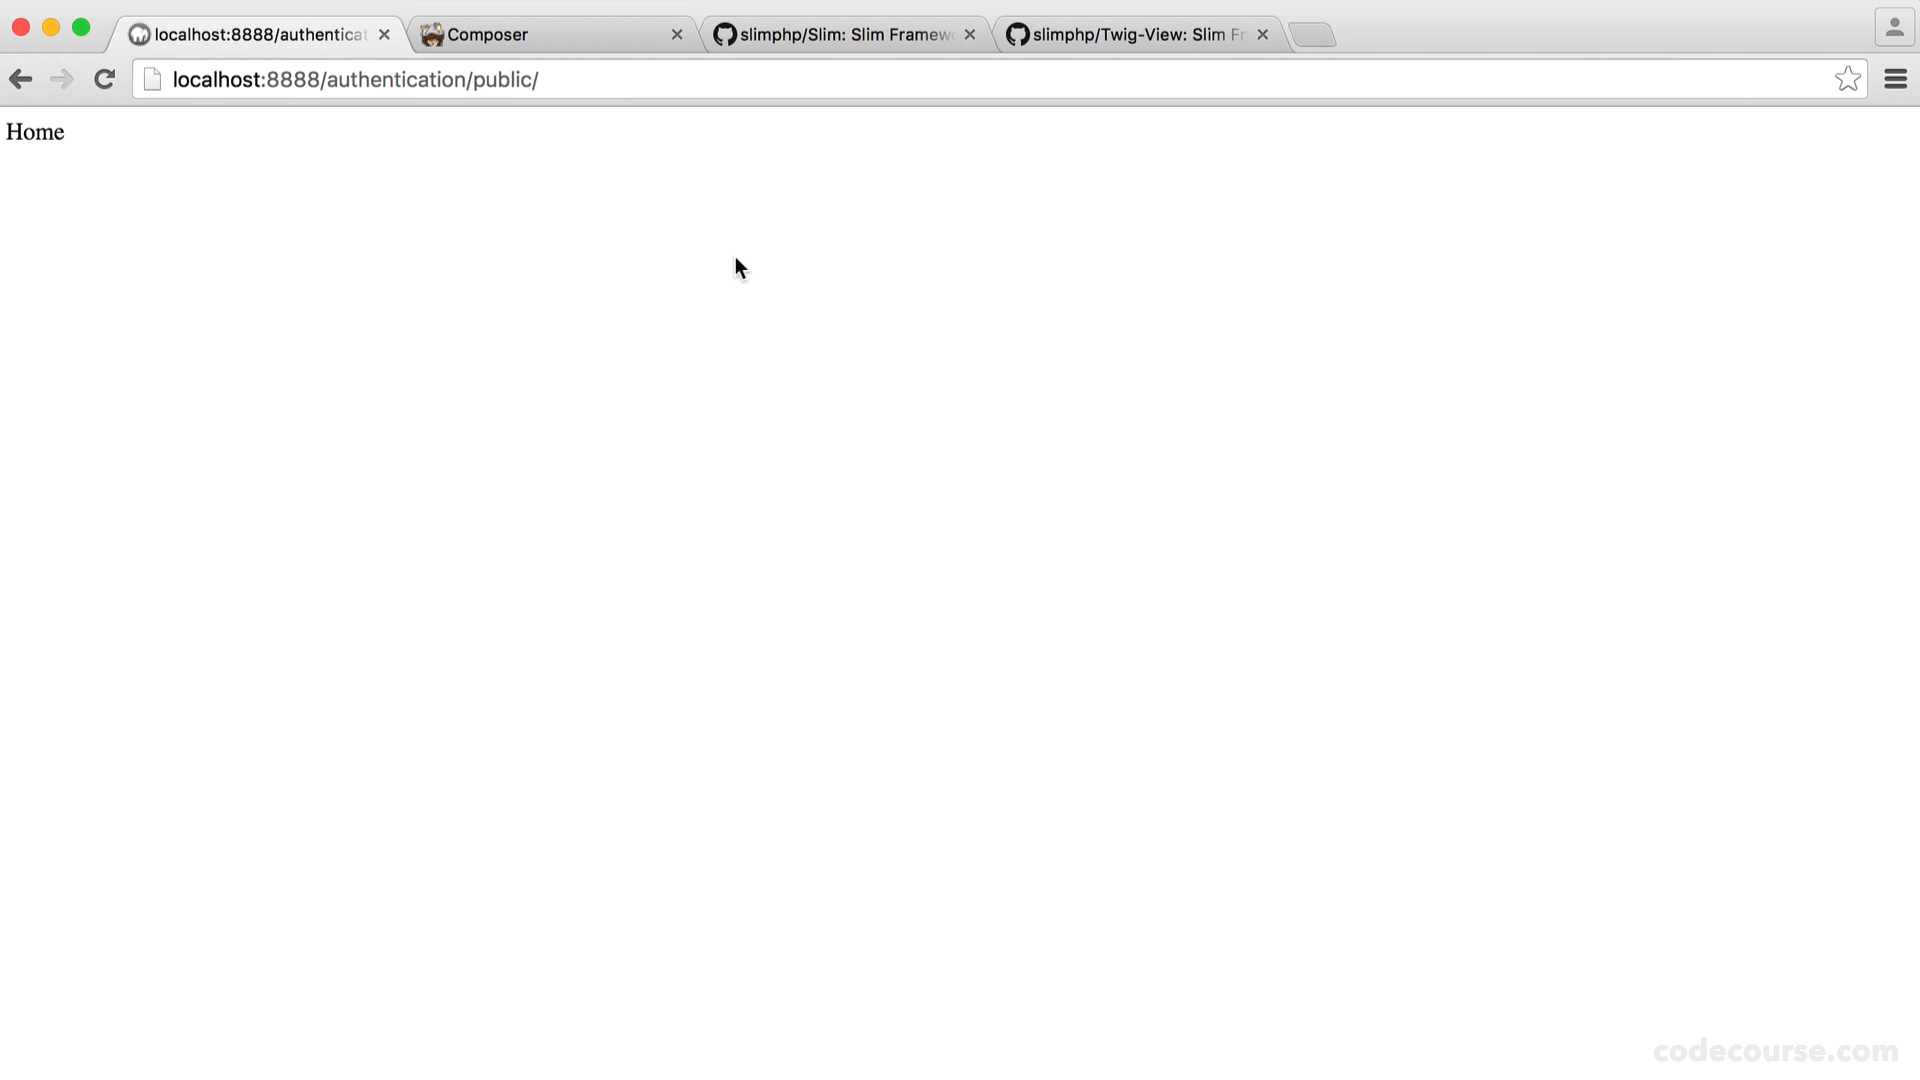 localhost:8888/authenticat
Composer
slimphp/Slim: Slim Framew
slimphp/Twig-View: Slim Fr
localhost:8888/authentication/public/
Home
codecourse.com